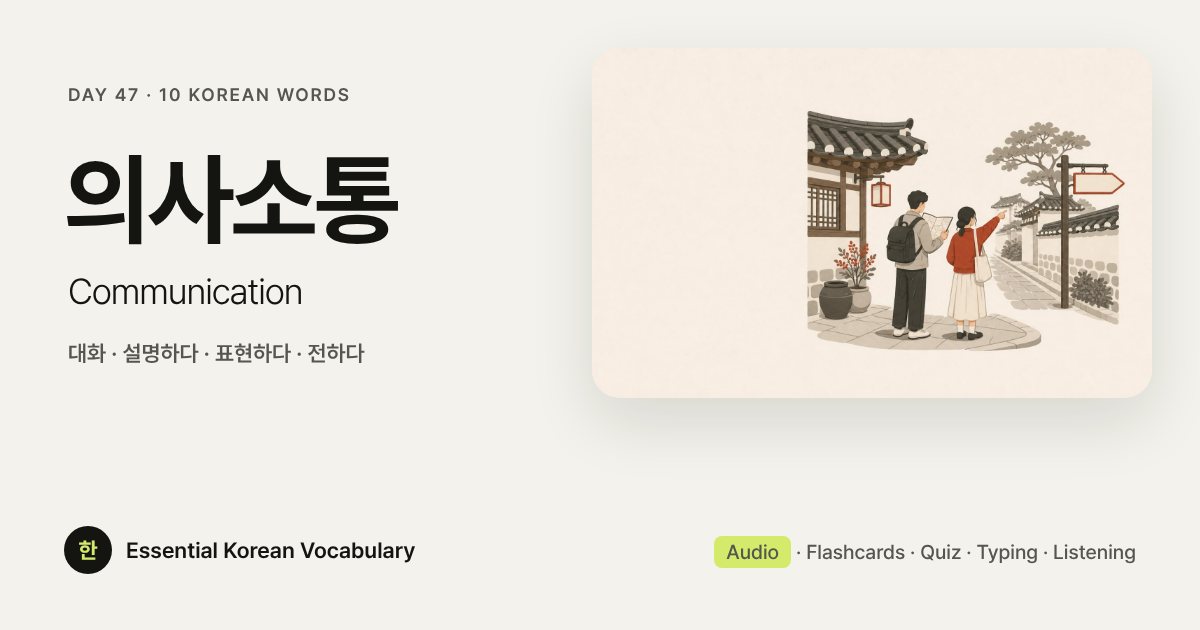 DAY 47 · 10 KOREAN WORDS
의사소통
Communication
대화 · 설명하다 · 표현하다 · 전하다
한 Essential Korean Vocabulary
Audio · Flashcards · Quiz · Typing · Listening